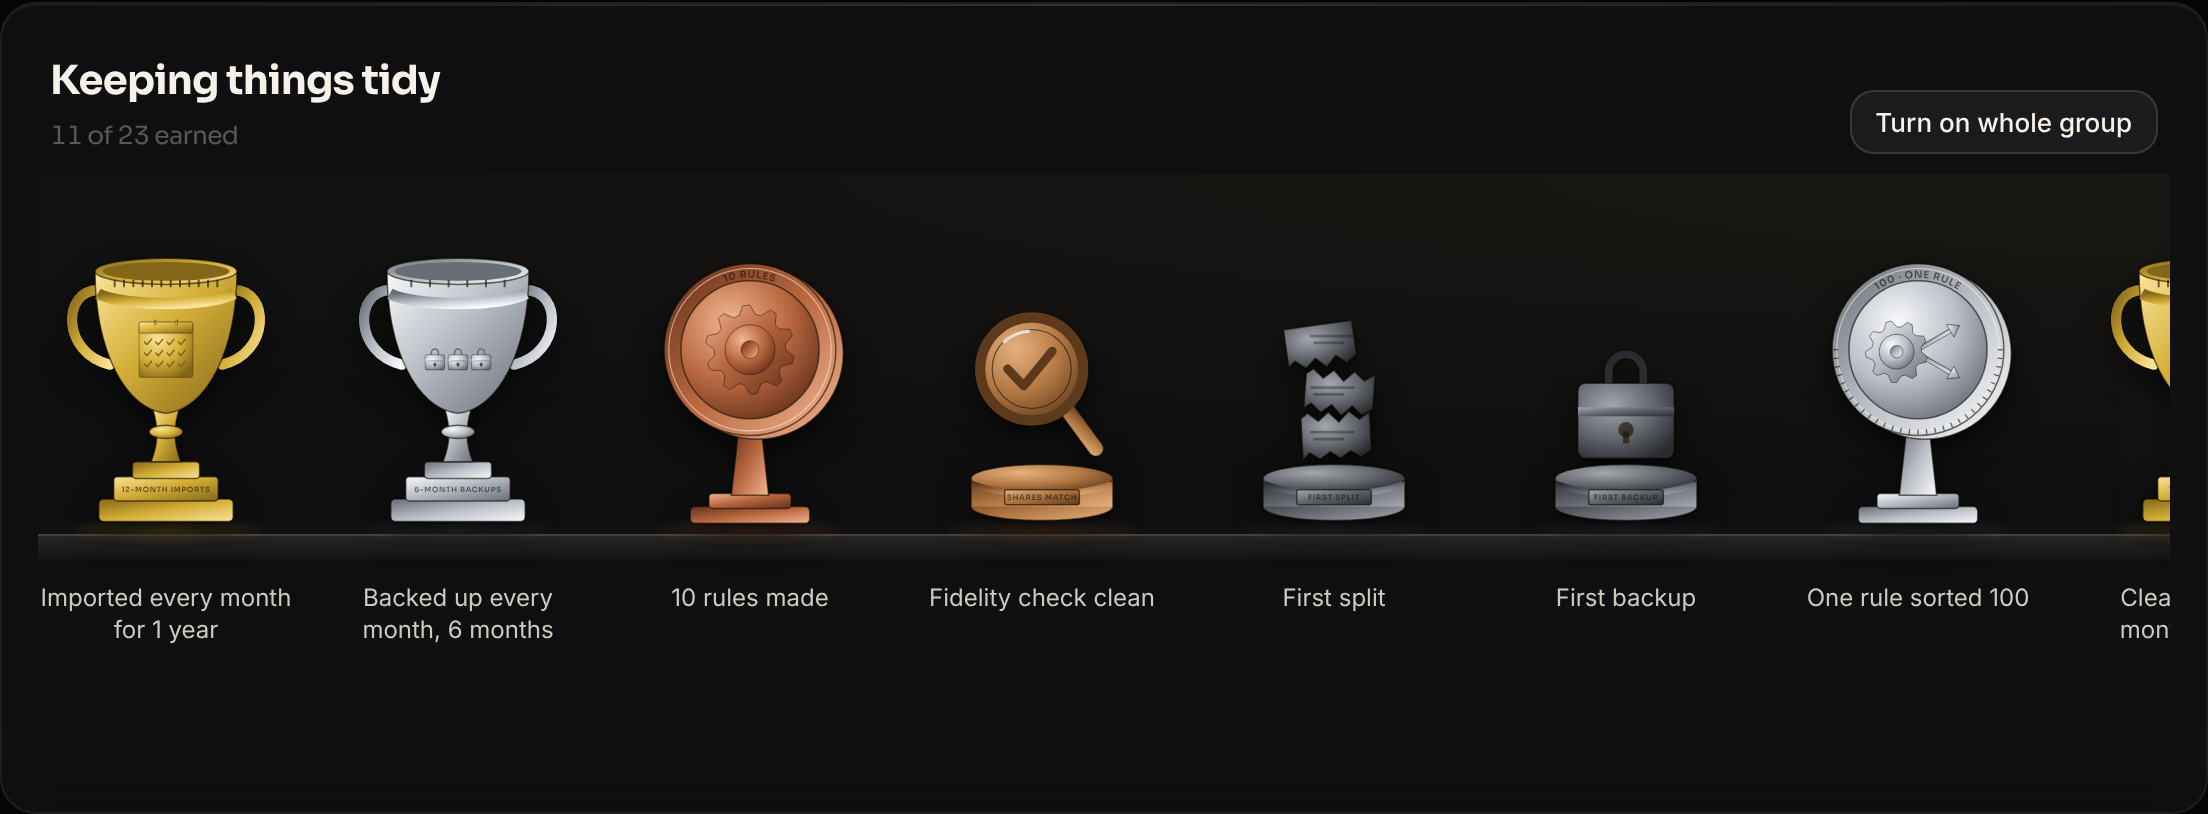 Keeping things tidy
11 of 23 earned
Turn on whole group
10 RULES
100 - ONE RULE
12-MONTH IMPORTS
6-MONTH BACKUPS
SHARES MATCH
FIRST SPLIT
FIRST BACKUP
Imported every month
for 1 year
Backed up every
month, 6 months
10 rules made
Fidelity check clean
First split
First backup
One rule sorted 100
Clea
mon